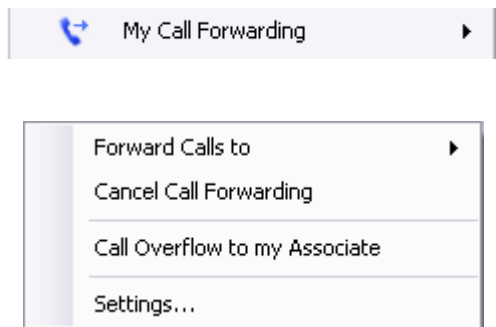 My Call Forwarding
Forward Calls to
Cancel Call Forwarding
Call Overflow to my Associate
Settings...